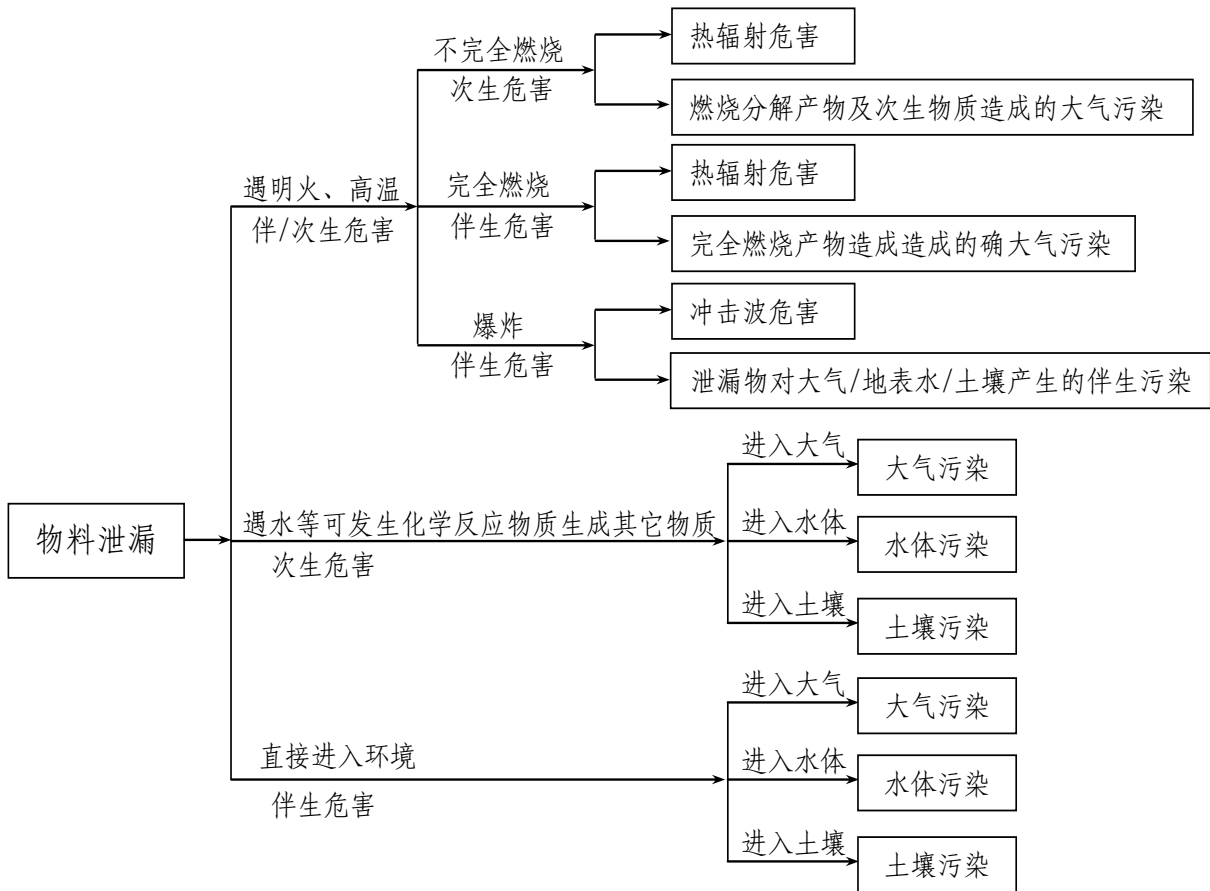 不完全燃烧
次生危害
热辐射危害
燃烧分解产物及次生物质造成的大气污染
遇明火、高温
伴/次生危害
完全燃烧
伴生危害
热辐射危害
完全燃烧产物造成造成的确大气污染
爆炸
伴生危害
冲击波危害
泄漏物对大气/地表水/土壤产生的伴生污染
物料泄漏
遇水等可发生化学反应物质生成其它物质
次生危害
进入大气
大气污染
进入水体
水体污染
进入土壤
土壤污染
直接进入环境
伴生危害
进入大气
大气污染
进入水体
水体污染
进入土壤
土壤污染